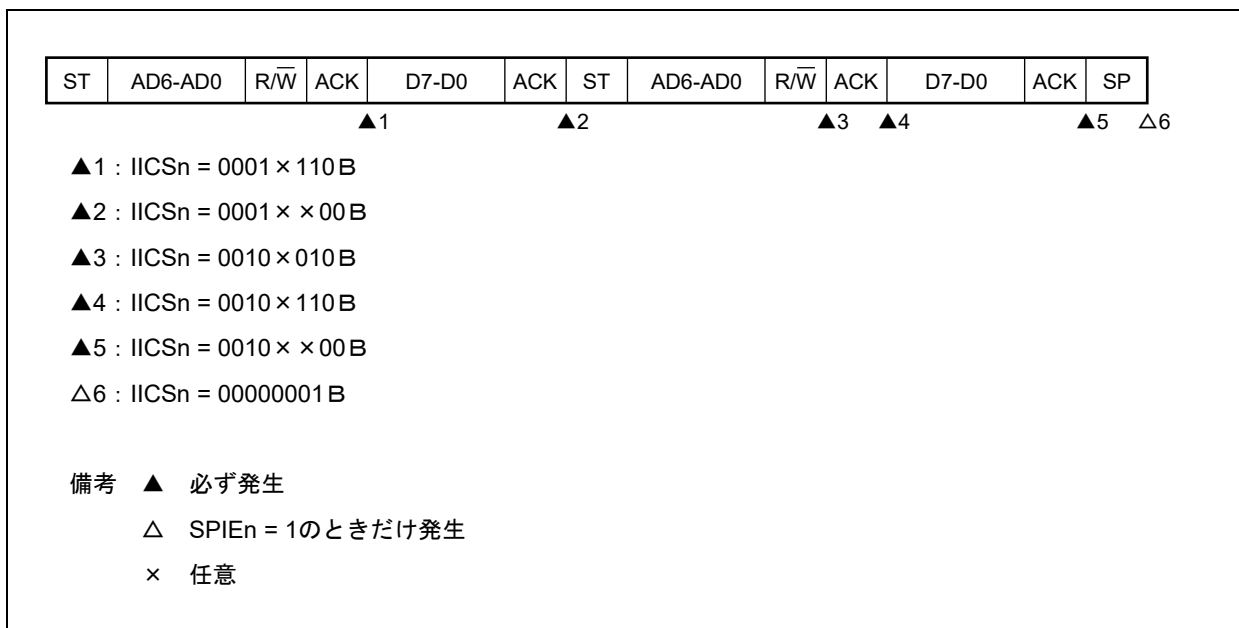 ST AD6-AD0 R/W̅ ACK D7-D0 ACK ST AD6-AD0 R/W̅ ACK D7-D0 ACK SP
▲1 ▲2 ▲3 ▲4 ▲5 △6
▲1：IICSn = 0001×110B
▲2：IICSn = 0001××00B
▲3：IICSn = 0010×010B
▲4：IICSn = 0010×110B
▲5：IICSn = 0010××00B
△6：IICSn = 00000001B
備考 ▲ 必ず発生
△ SPIEn = 1のときだけ発生
× 任意